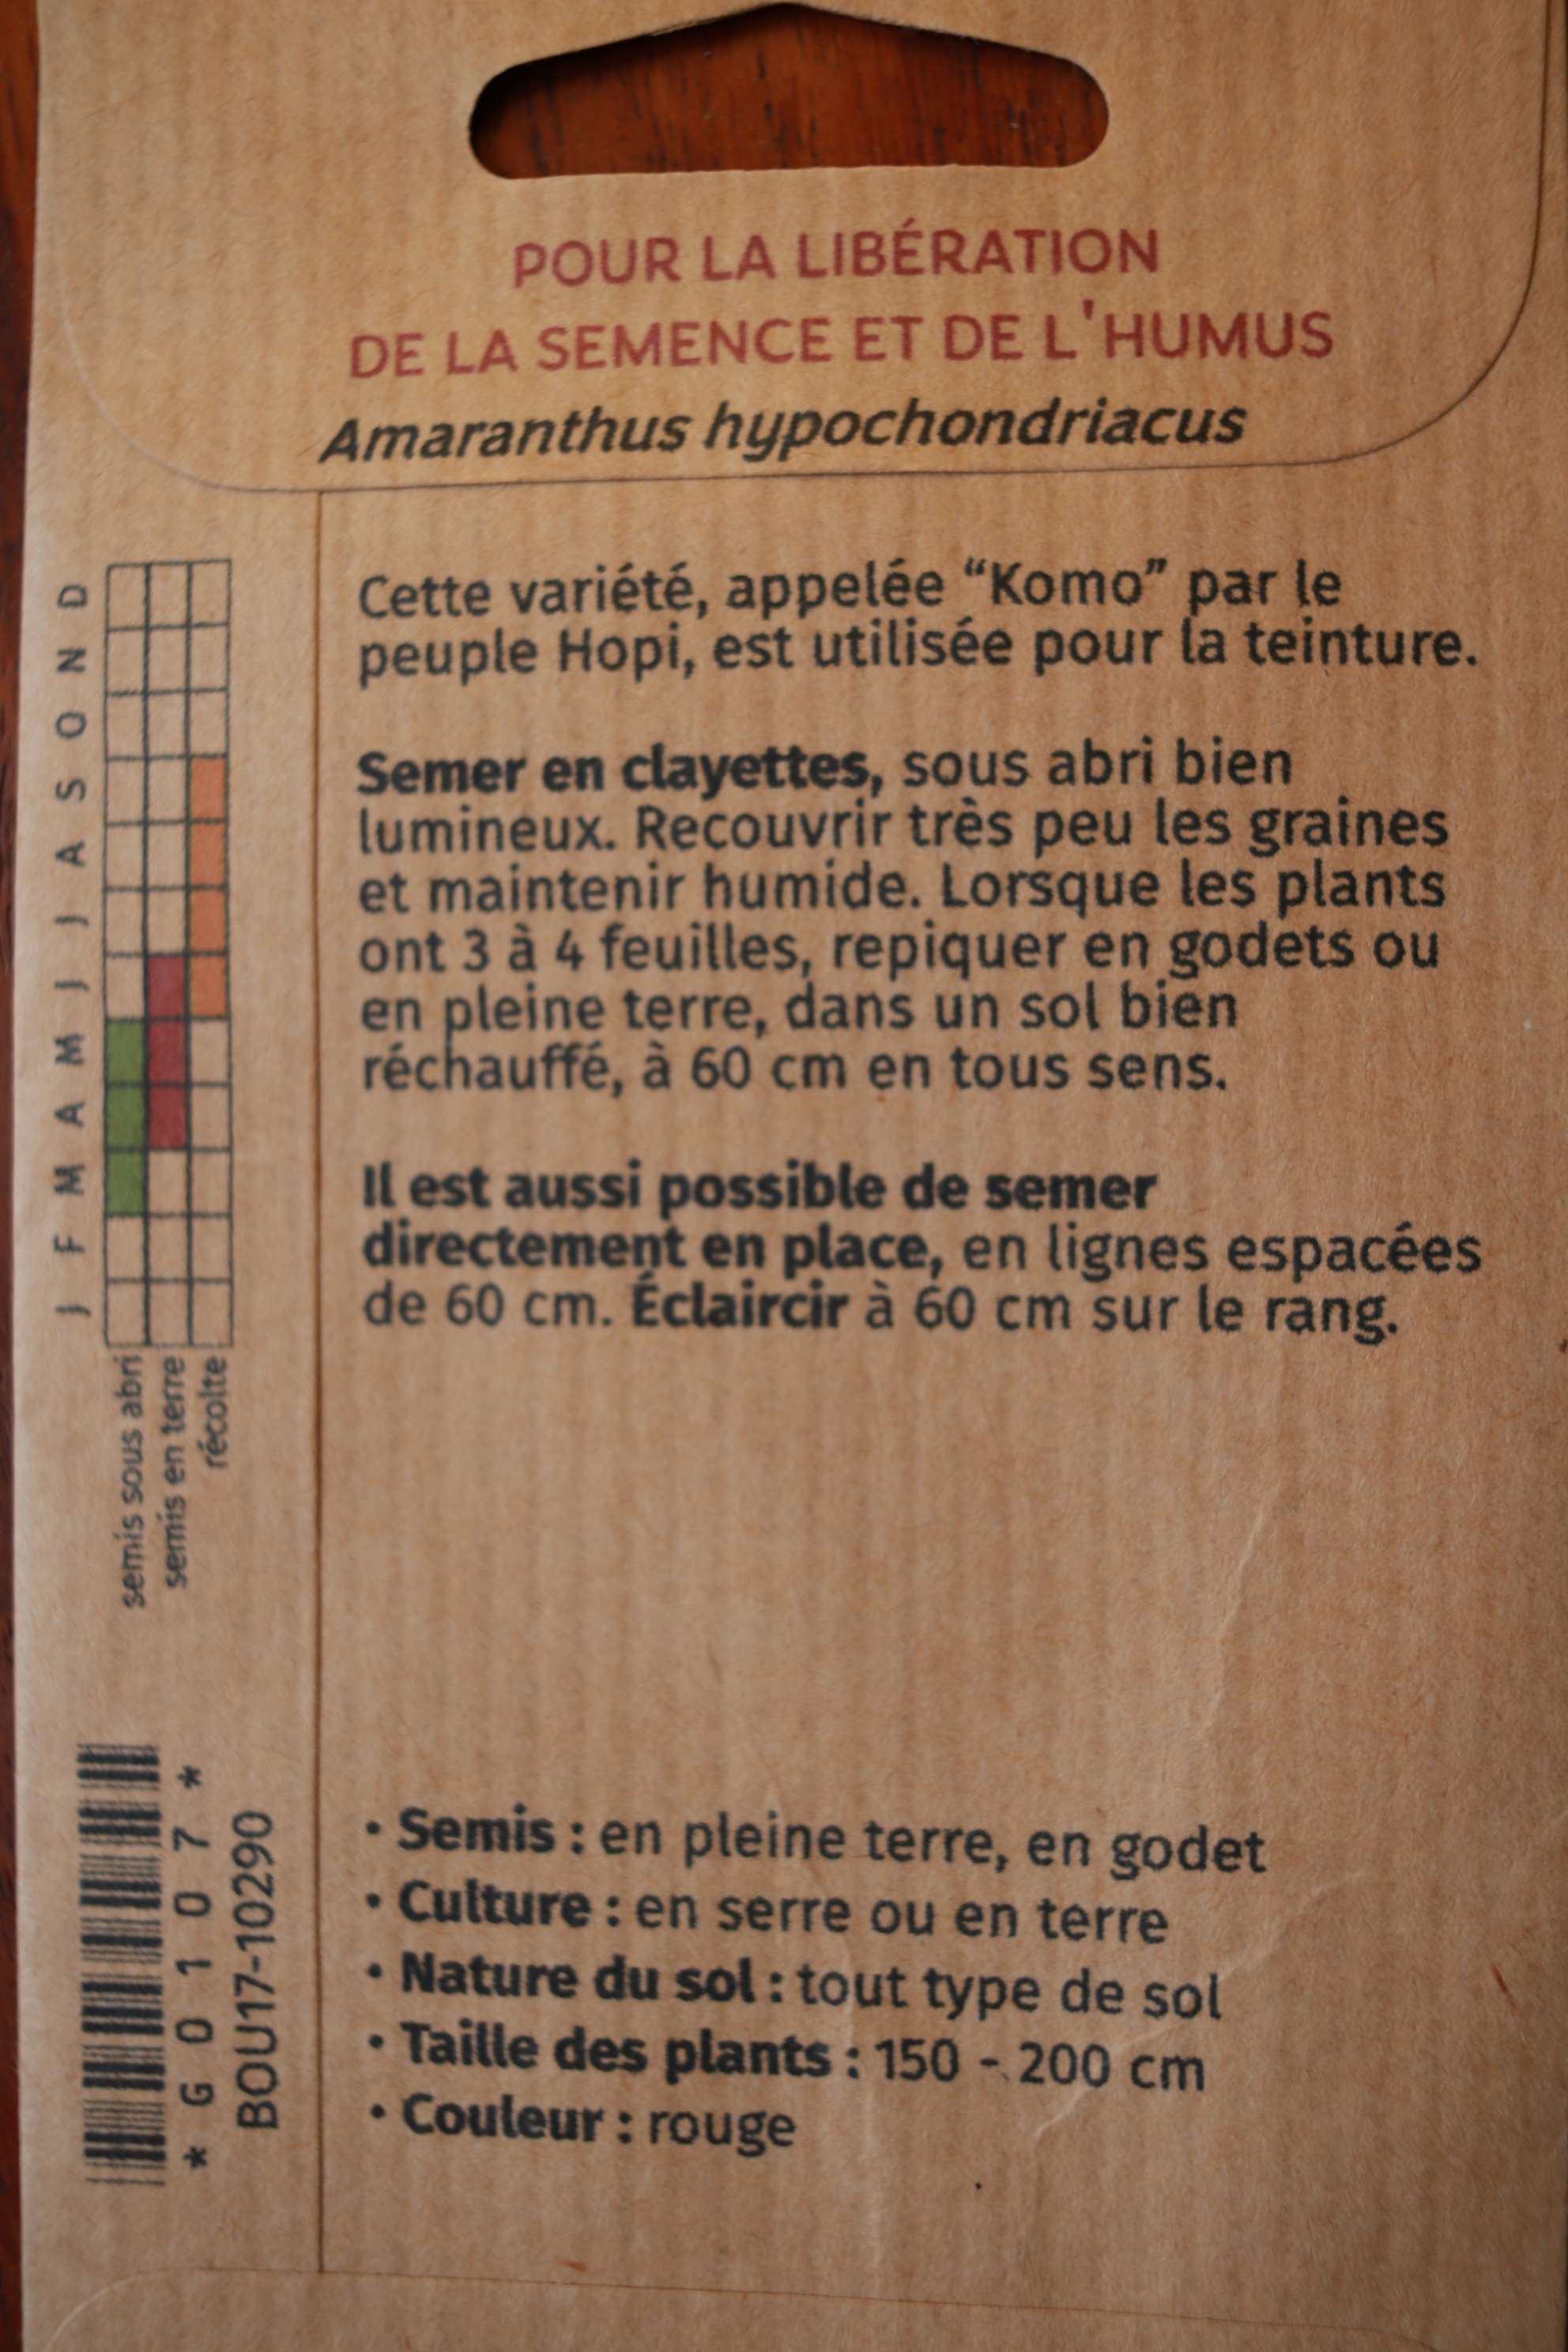 POUR LA LIBÉRATION
DE LA SEMENCE ET DE L'HUMUS
Amaranthus hypochondriacus
Cette variété, appelée “Komo” par le
peuple Hopi, est utilisée pour la teinture.
Semer en clayettes, sous abri bien
lumineux. Recouvrir très peu les graines
et maintenir humide. Lorsque les plants
ont 3 à 4 feuilles, repiquer en godets ou
en pleine terre, dans un sol bien
réchauffé, à 60 cm en tous sens.
Il est aussi possible de semer
directement en place, en lignes espacées
de 60 cm. Éclaircir à 60 cm sur le rang.
• Semis : en pleine terre, en godet
• Culture : en serre ou en terre
• Nature du sol : tout type de sol
• Taille des plants : 150 - 200 cm
• Couleur : rouge
J F M A M J J A S O N D
semis sous abri
semis en terre
récolte
* G 0 1 0 7 *
BOU17-10290